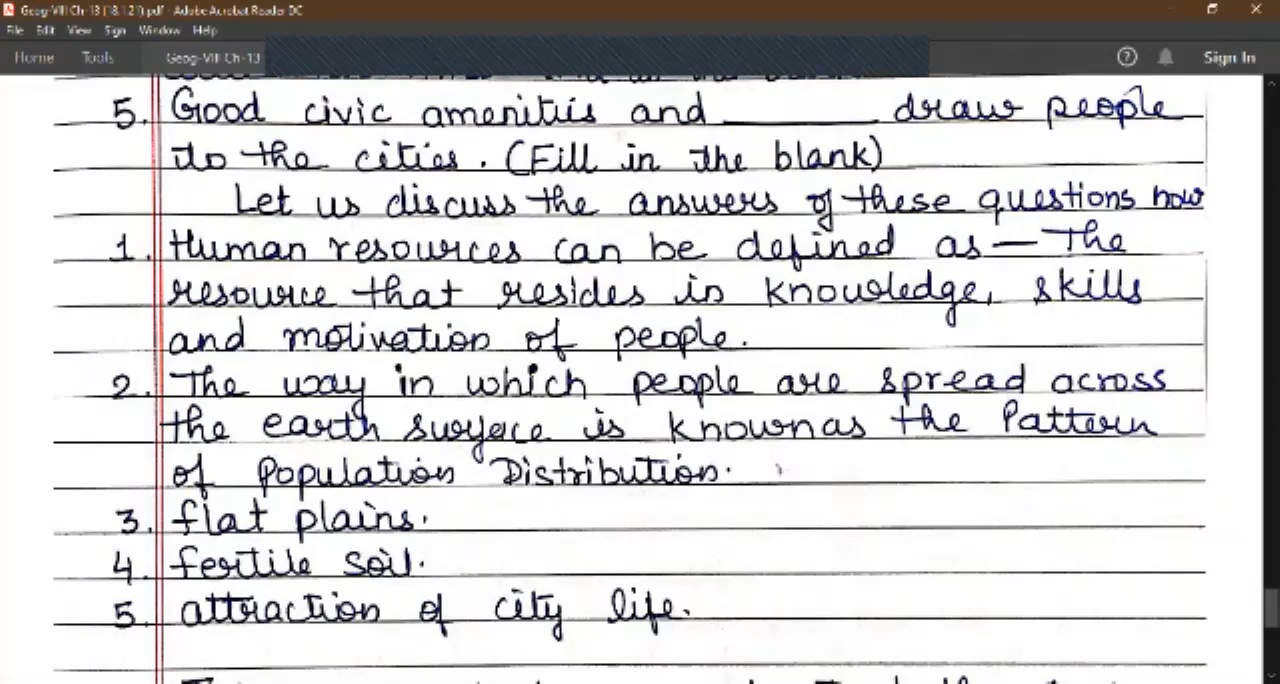 Geog-VIII Ch-13 (18.1.21).pdf - Adobe Acrobat Reader DC
File Edit View Sign Window Help
Home Tools Geog-VIII Ch-13 Sign In
5. Good civic amenities and ______ draw people
to the cities. (Fill in the blank)
Let us discuss the answers of these questions now
1. Human resources can be defined as — The
resource that resides in knowledge, skills
and motivation of people.
2. The way in which people are spread across
the earth surface is known as the Pattern
of Population Distribution.
3. flat plains.
4. fertile soil.
5. attraction of city life.